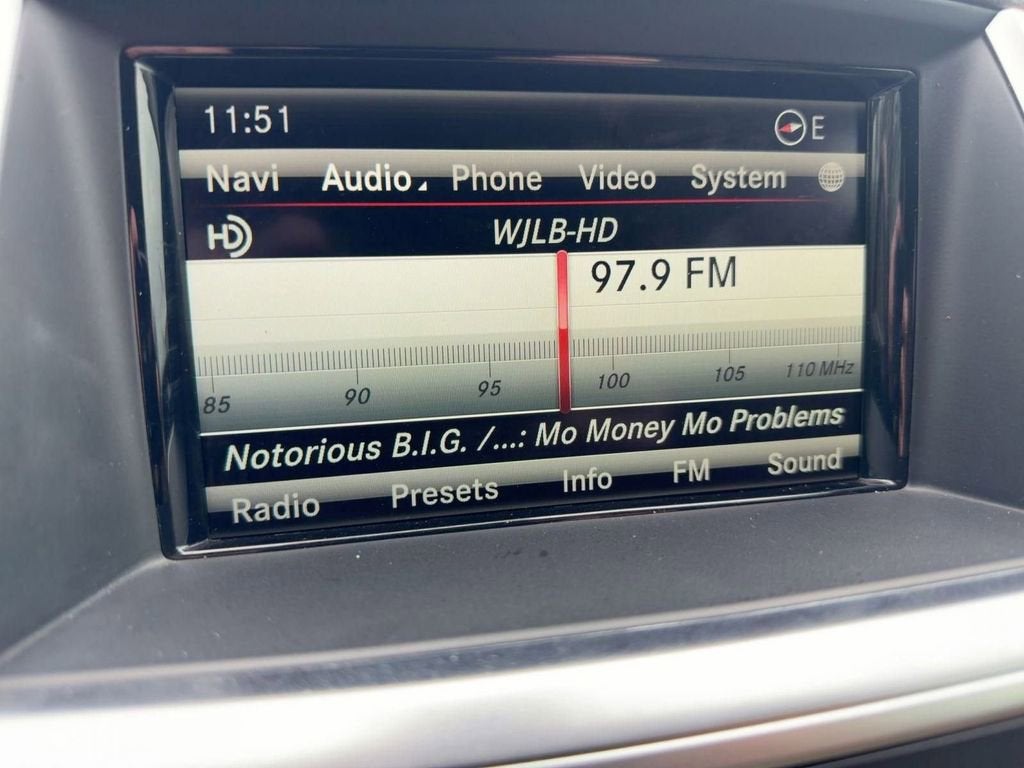 11:51 E
Navi Audio Phone Video System
HD WJLB-HD
97.9 FM
85 90 95 100 105 110 MHz
Notorious B.I.G. /...: Mo Money Mo Problems
Radio Presets Info FM Sound